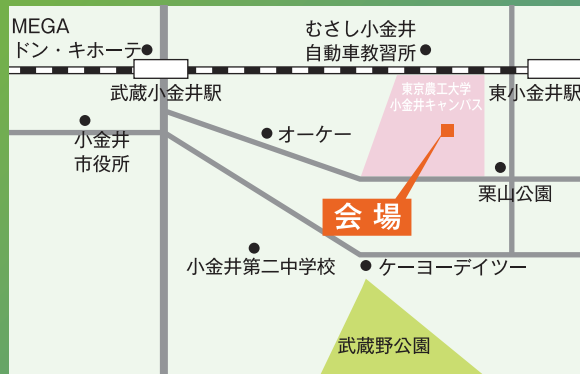 MEGA
ドン・キホーテ
むさし小金井
自動車教習所
武蔵小金井駅
東京農工大学
小金井キャンパス
東小金井駅
小金井
市役所
オーケー
栗山公園
会場
小金井第二中学校
ケーヨーデイツー
武蔵野公園